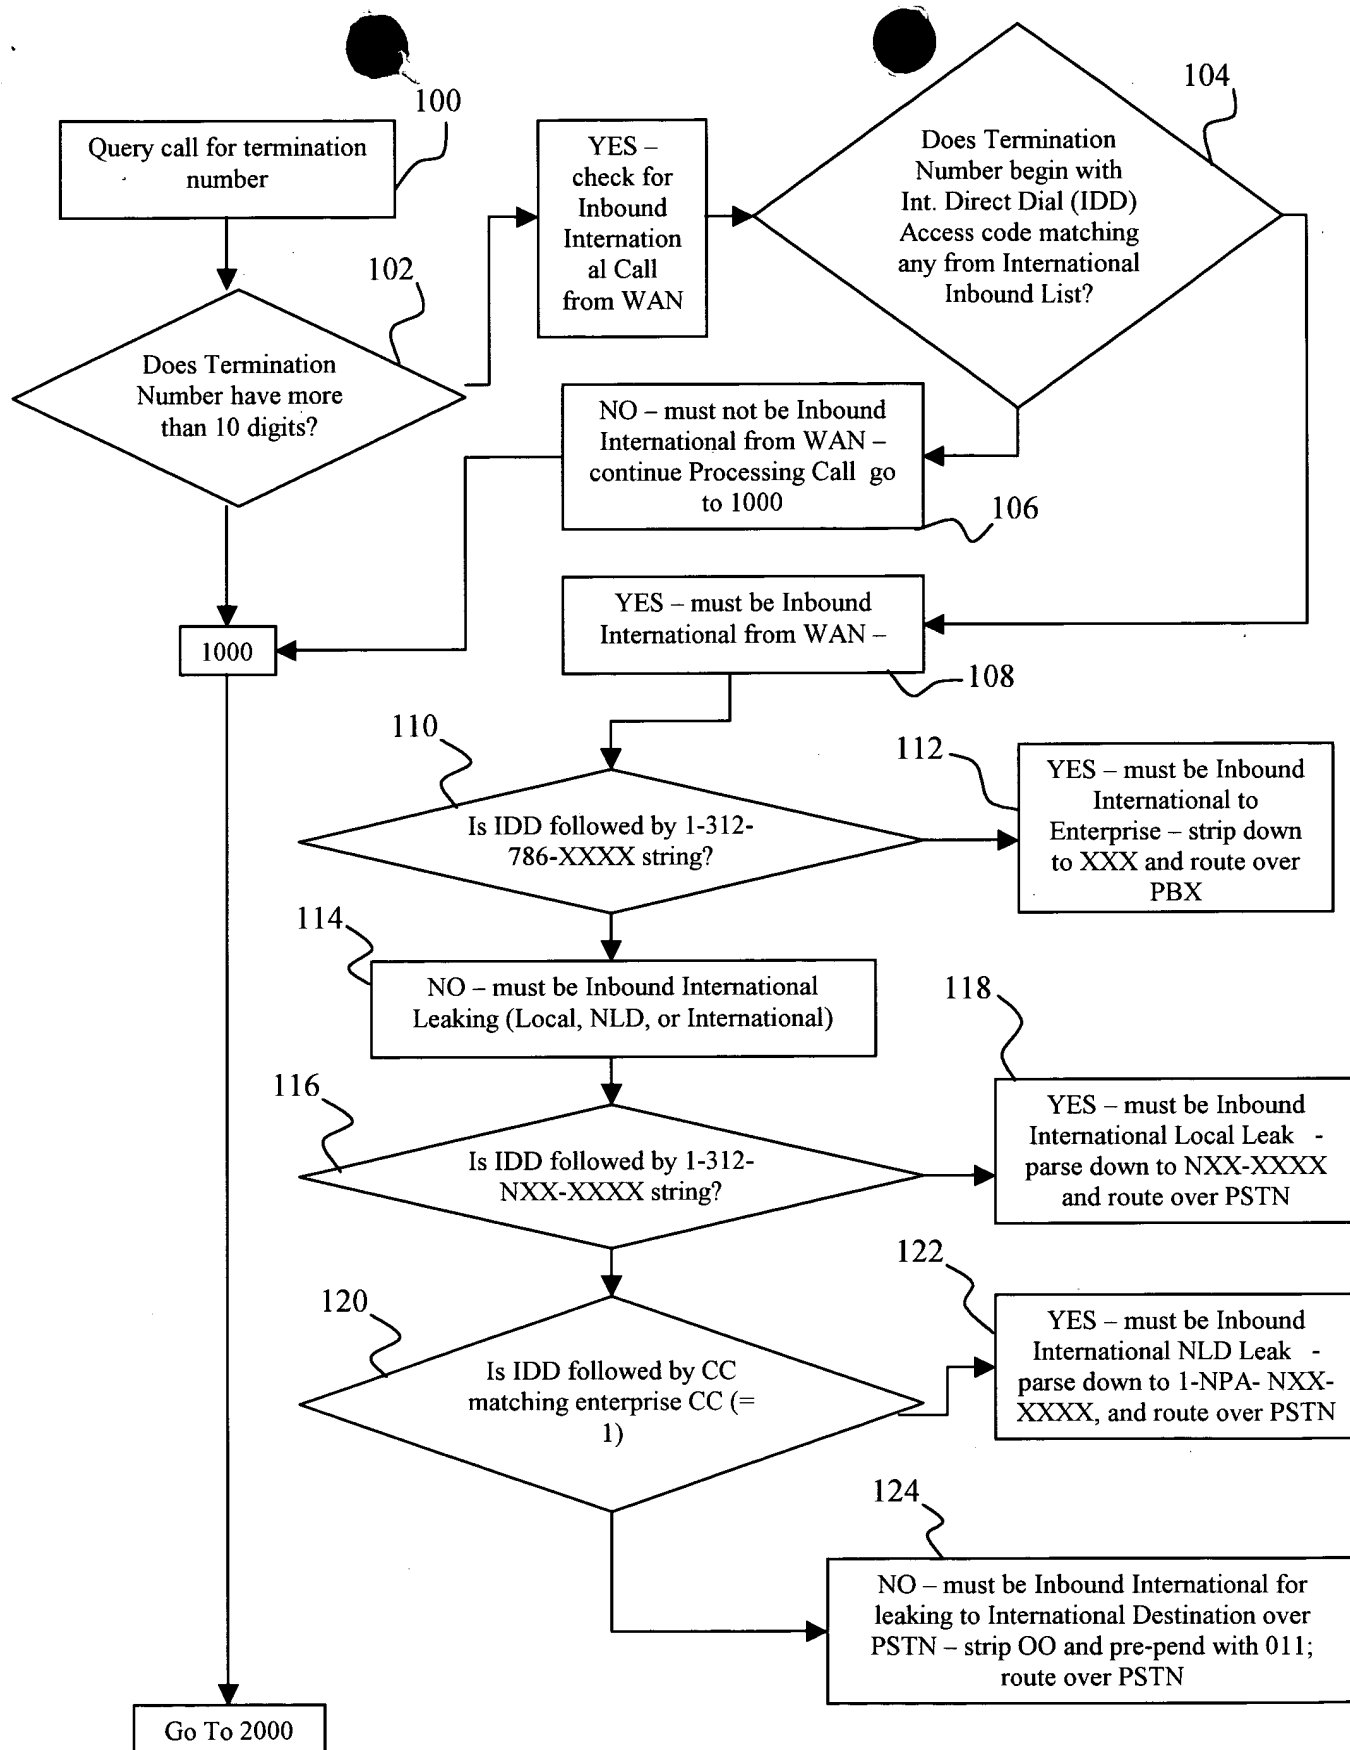 100
Query call for termination
number
102
Does Termination
Number have more
than 10 digits?
YES –
check for
Inbound
Internation
al Call
from WAN
104
Does Termination
Number begin with
Int. Direct Dial (IDD)
Access code matching
any from International
Inbound List?
NO – must not be Inbound
International from WAN –
continue Processing Call go
to 1000
106
YES – must be Inbound
International from WAN –
108
1000
110
Is IDD followed by 1-312-
786-XXXX string?
112
YES – must be Inbound
International to
Enterprise – strip down
to XXX and route over
PBX
114
NO – must be Inbound International
Leaking (Local, NLD, or International)
116
Is IDD followed by 1-312-
NXX-XXXX string?
118
YES – must be Inbound
International Local Leak -
parse down to NXX-XXXX
and route over PSTN
120
Is IDD followed by CC
matching enterprise CC (=
1)
122
YES – must be Inbound
International NLD Leak -
parse down to 1-NPA- NXX-
XXXX, and route over PSTN
124
NO – must be Inbound International for
leaking to International Destination over
PSTN – strip OO and pre-pend with 011;
route over PSTN
Go To 2000